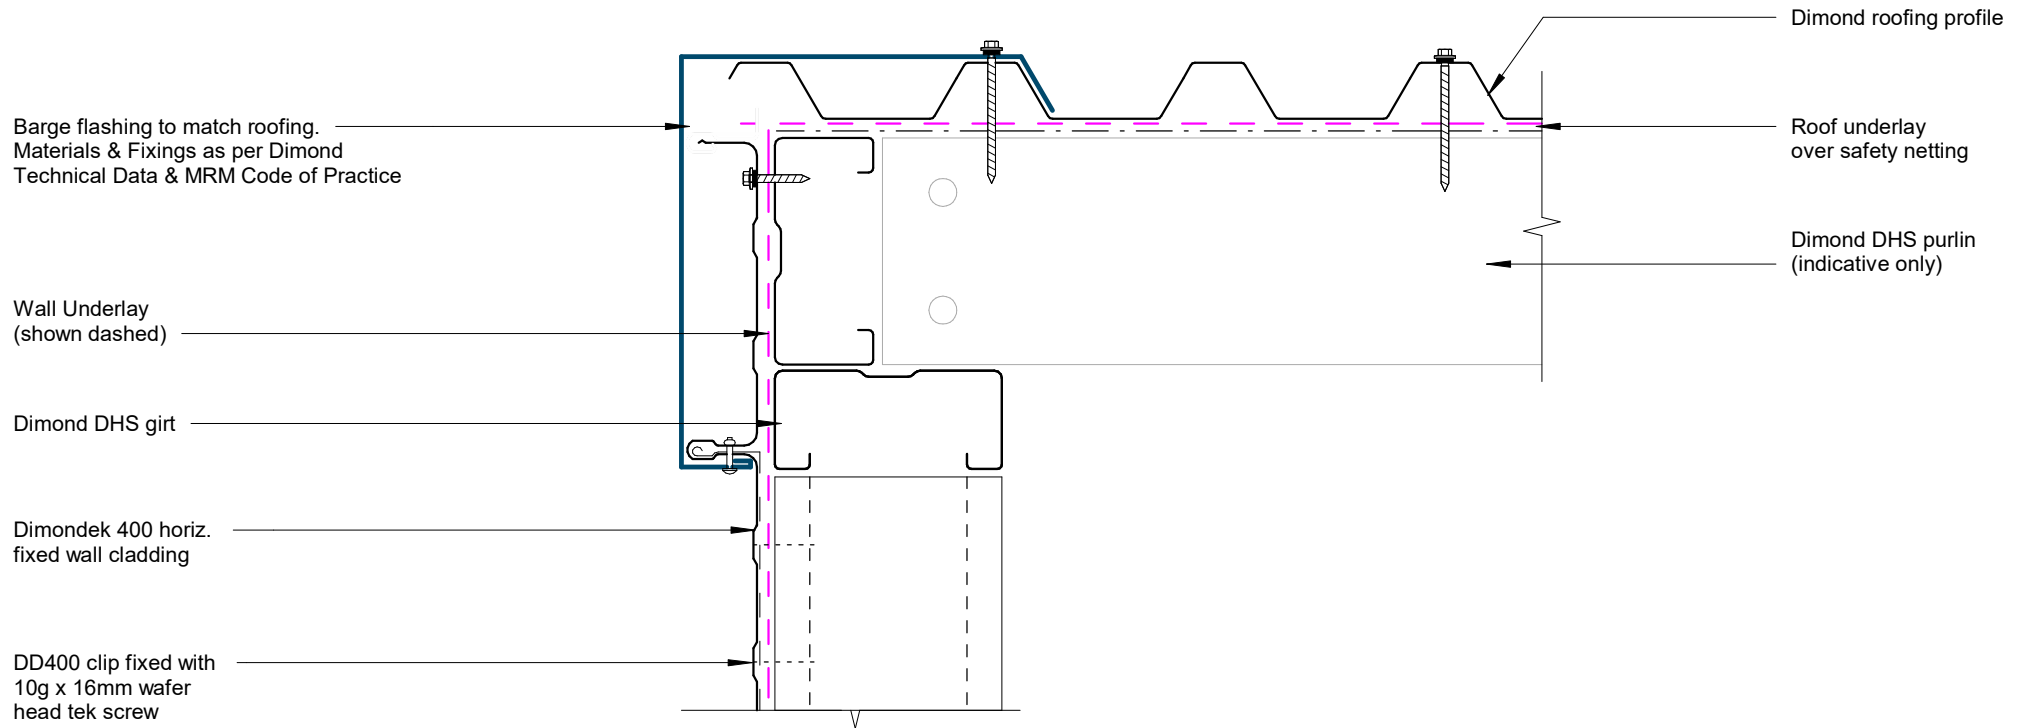 Dimond roofing profile
Barge flashing to match roofing.
Materials & Fixings as per Dimond
Technical Data & MRM Code of Practice
Roof underlay
over safety netting
Dimond DHS purlin
(indicative only)
Wall Underlay
(shown dashed)
Dimond DHS girt
Dimondek 400 horiz.
fixed wall cladding
DD400 clip fixed with
10g x 16mm wafer
head tek screw